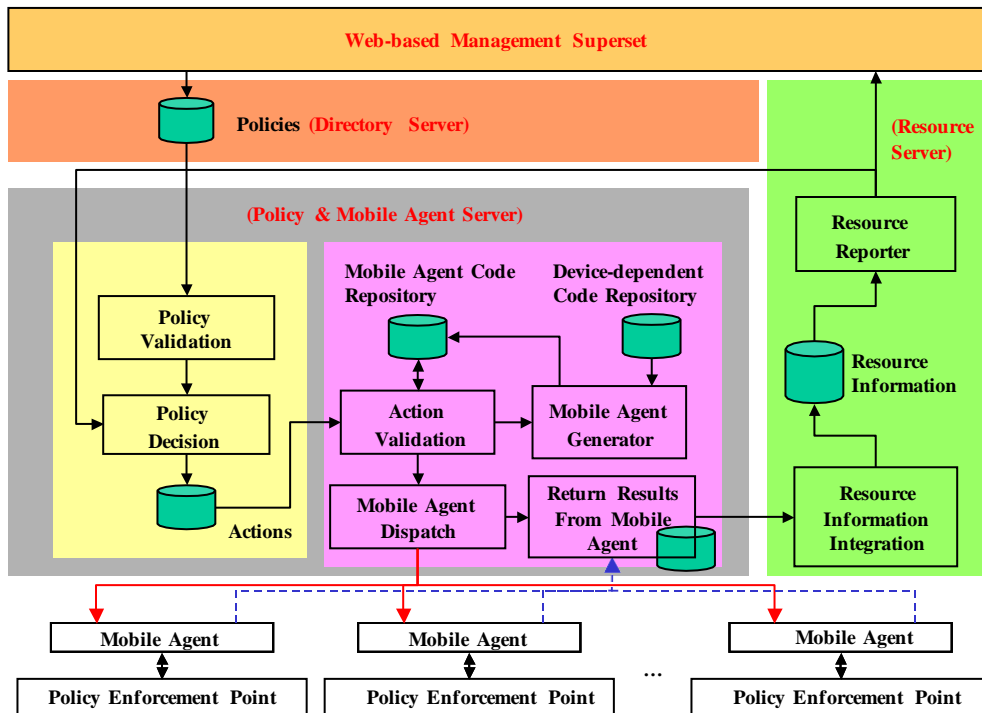 Web-based Management Superset
Policies (Directory Server)
(Resource
Server)
(Policy & Mobile Agent Server)
Resource
Reporter
Mobile Agent Code
Repository
Device-dependent
Code Repository
Policy
Validation
Resource
Information
Policy
Decision
Action
Validation
Mobile Agent
Generator
Actions
Mobile Agent
Dispatch
Return Results
From Mobile
Agent
Resource
Information
Integration
Mobile Agent
Mobile Agent
Mobile Agent
...
Policy Enforcement Point
Policy Enforcement Point
Policy Enforcement Point